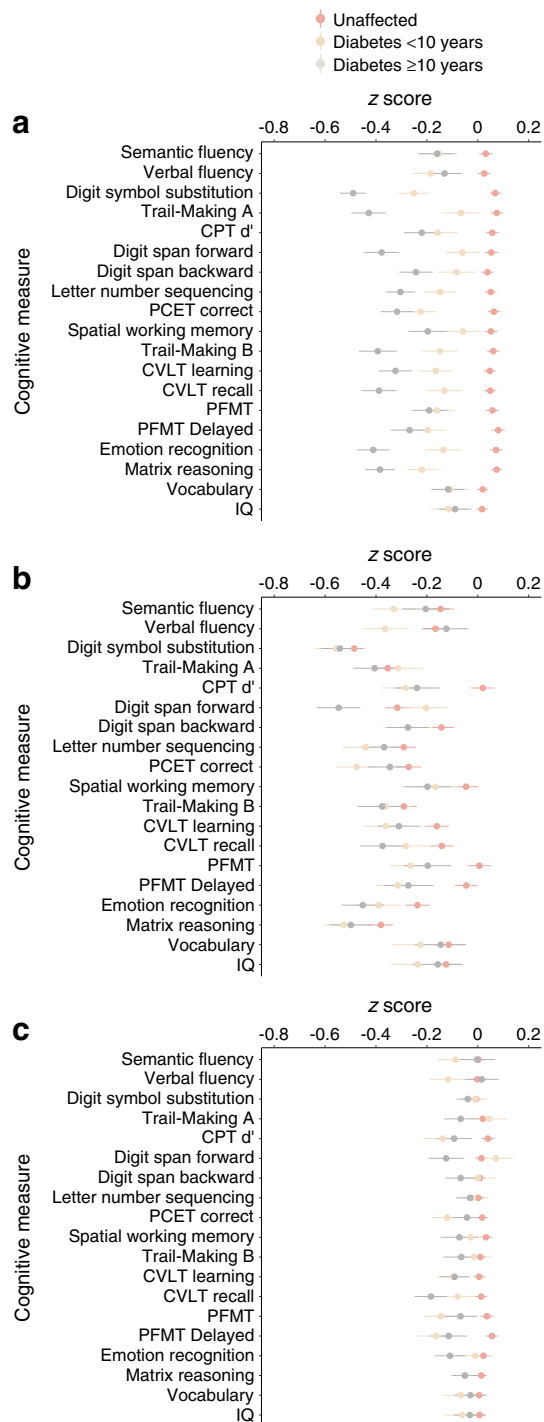 Unaffected
Diabetes <10 years
Diabetes ≥10 years
z score
a
-0.8 -0.6 -0.4 -0.2 0 0.2
Semantic fluency
Verbal fluency
Digit symbol substitution
Trail-Making A
CPT d'
Digit span forward
Digit span backward
Letter number sequencing
PCET correct
Spatial working memory
Trail-Making B
CVLT learning
CVLT recall
PFMT
PFMT Delayed
Emotion recognition
Matrix reasoning
Vocabulary
IQ
Cognitive measure
z score
b
-0.8 -0.6 -0.4 -0.2 0 0.2
Semantic fluency
Verbal fluency
Digit symbol substitution
Trail-Making A
CPT d'
Digit span forward
Digit span backward
Letter number sequencing
PCET correct
Spatial working memory
Trail-Making B
CVLT learning
CVLT recall
PFMT
PFMT Delayed
Emotion recognition
Matrix reasoning
Vocabulary
IQ
Cognitive measure
z score
c
-0.8 -0.6 -0.4 -0.2 0 0.2
Semantic fluency
Verbal fluency
Digit symbol substitution
Trail-Making A
CPT d'
Digit span forward
Digit span backward
Letter number sequencing
PCET correct
Spatial working memory
Trail-Making B
CVLT learning
CVLT recall
PFMT
PFMT Delayed
Emotion recognition
Matrix reasoning
Vocabulary
IQ
Cognitive measure